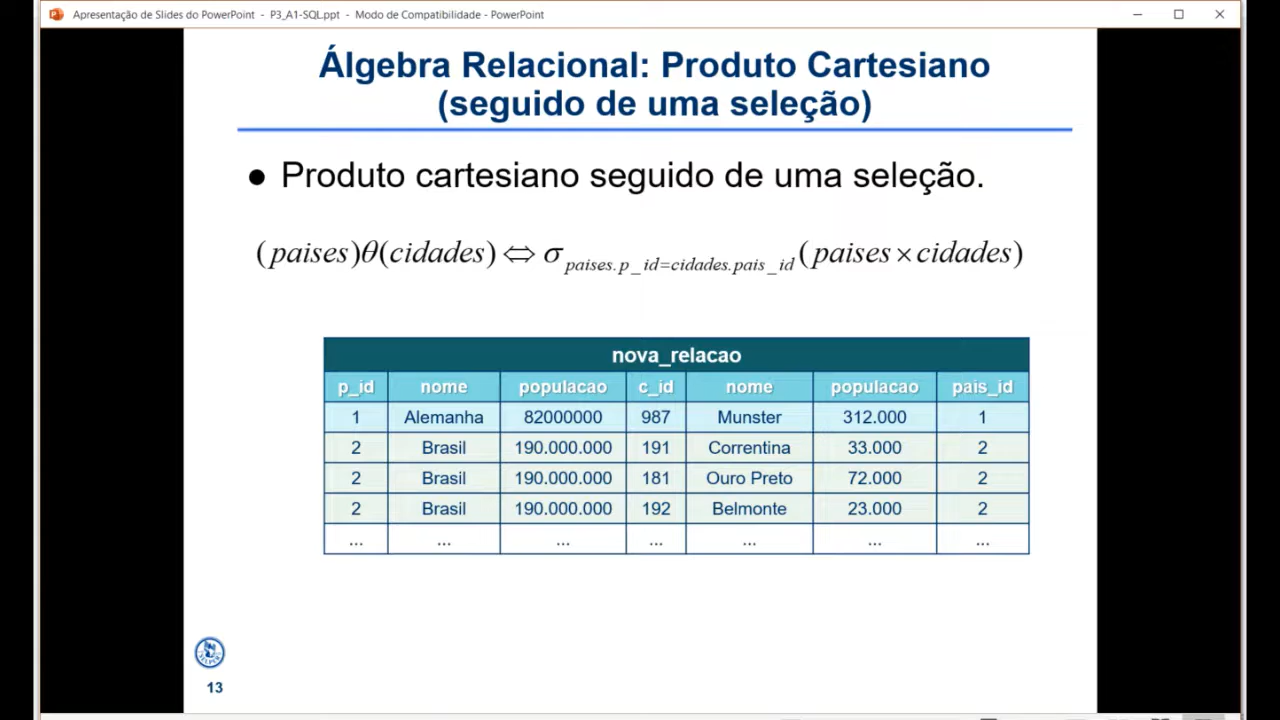 Apresentação de Slides do PowerPoint - P3_A1-SQL.ppt - Modo de Compatibilidade - PowerPoint
Álgebra Relacional: Produto Cartesiano
(seguido de uma seleção)
● Produto cartesiano seguido de uma seleção.
(paises)θ(cidades) ⇔ σ paises.p_id=cidades.pais_id (paises × cidades)
nova_relacao
p_id nome populacao c_id nome populacao pais_id
1 Alemanha 82000000 987 Munster 312.000 1
2 Brasil 190.000.000 191 Correntina 33.000 2
2 Brasil 190.000.000 181 Ouro Preto 72.000 2
2 Brasil 190.000.000 192 Belmonte 23.000 2
... ... ... ... ... ... ...
13